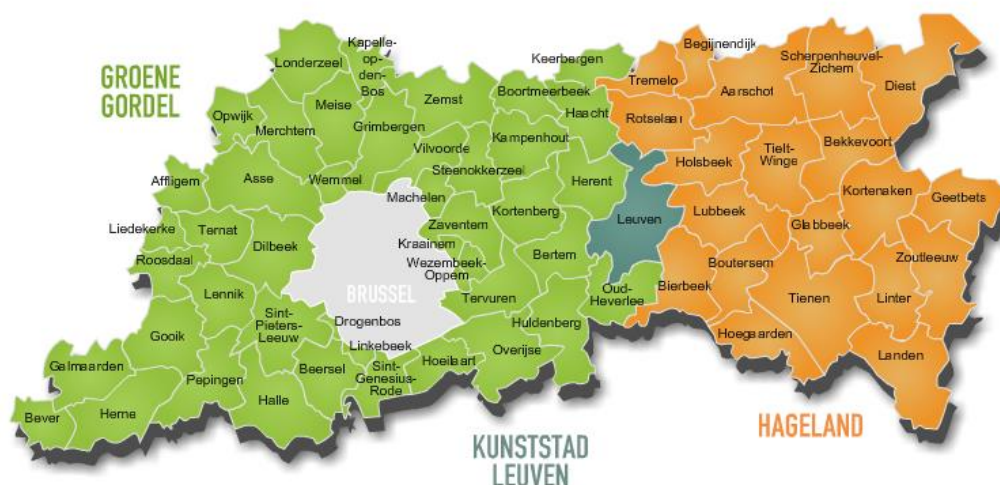 GROENE
GORDEL
Londerzeel
Kapelle-
op-
den-
Bos
Keerbergen
Begijnendijk
Scherpenheuvel-
Zichem
Tremelo
Aarschot
Diest
Opwijk
Merchtem
Meise
Grimbergen
Zemst
Boortmeerbeek
Haacht
Rotselaar
Vilvoorde
Kampenhout
Tielt-
Winge
Bekkevoort
Affligem
Asse
Wemmel
Steenokkerzeel
Herent
Holsbeek
Kortenaken
Geetbets
Machelen
Liedekerke
Ternat
Dilbeek
Zaventem
Kortenberg
Leuven
Lubbeek
Glabbeek
Kraainem
Roosdaal
Wezembeek-
Oppem
Bertem
Boutersem
Zoutleeuw
Lennik
BRUSSEL
Tervuren
Oud-
Heverlee
Bierbeek
Tienen
Linter
Sint-
Pieters-
Leeuw
Drogenbos
Huldenberg
Gooik
Linkebeek
Hoegaarden
Galmaarden
Pepingen
Beersel
Sint-
Genesius-
Rode
Hoeilaart
Overijse
Landen
Bever
Herne
Halle
KUNSTSTAD
LEUVEN
HAGELAND